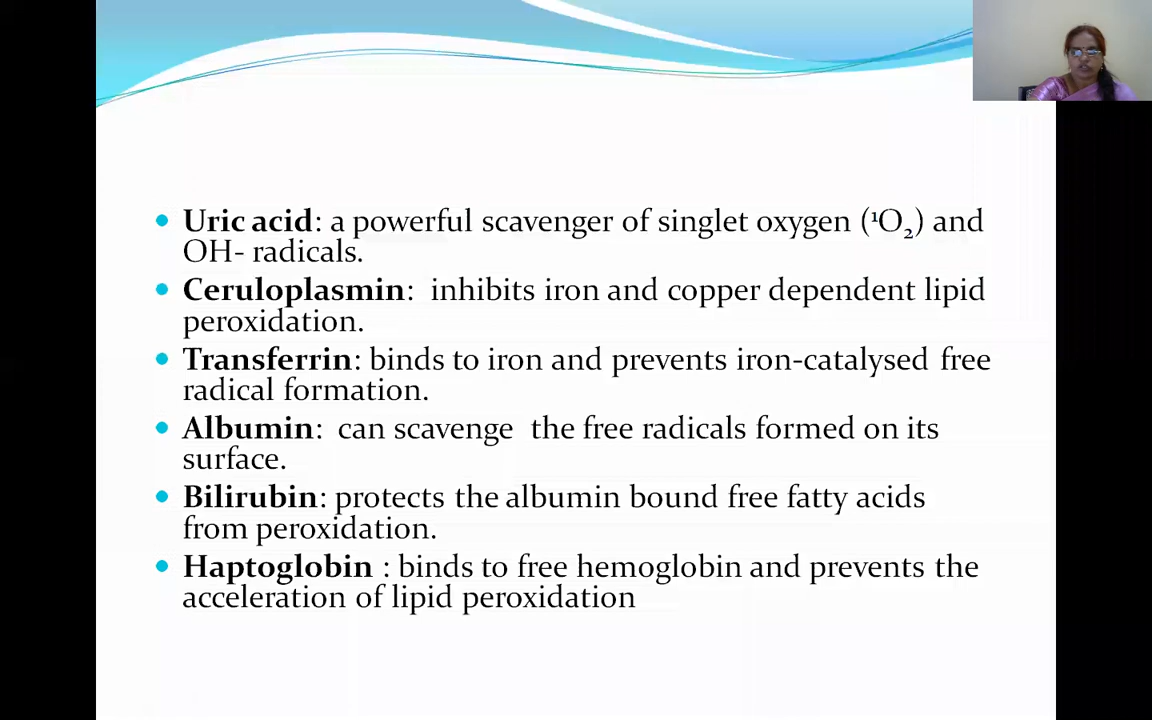 Uric acid: a powerful scavenger of singlet oxygen (¹O₂) and
OH- radicals.
Ceruloplasmin: inhibits iron and copper dependent lipid
peroxidation.
Transferrin: binds to iron and prevents iron-catalysed free
radical formation.
Albumin: can scavenge the free radicals formed on its
surface.
Bilirubin: protects the albumin bound free fatty acids
from peroxidation.
Haptoglobin : binds to free hemoglobin and prevents the
acceleration of lipid peroxidation